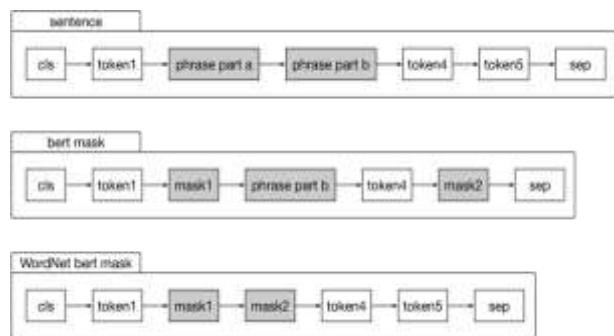 sentence
cls token1 phrase part a phrase part b token4 token5 sep
bert mask
cls token1 mask1 phrase part b token4 mask2 sep
WordNet bert mask
cls token1 mask1 mask2 token4 token5 sep